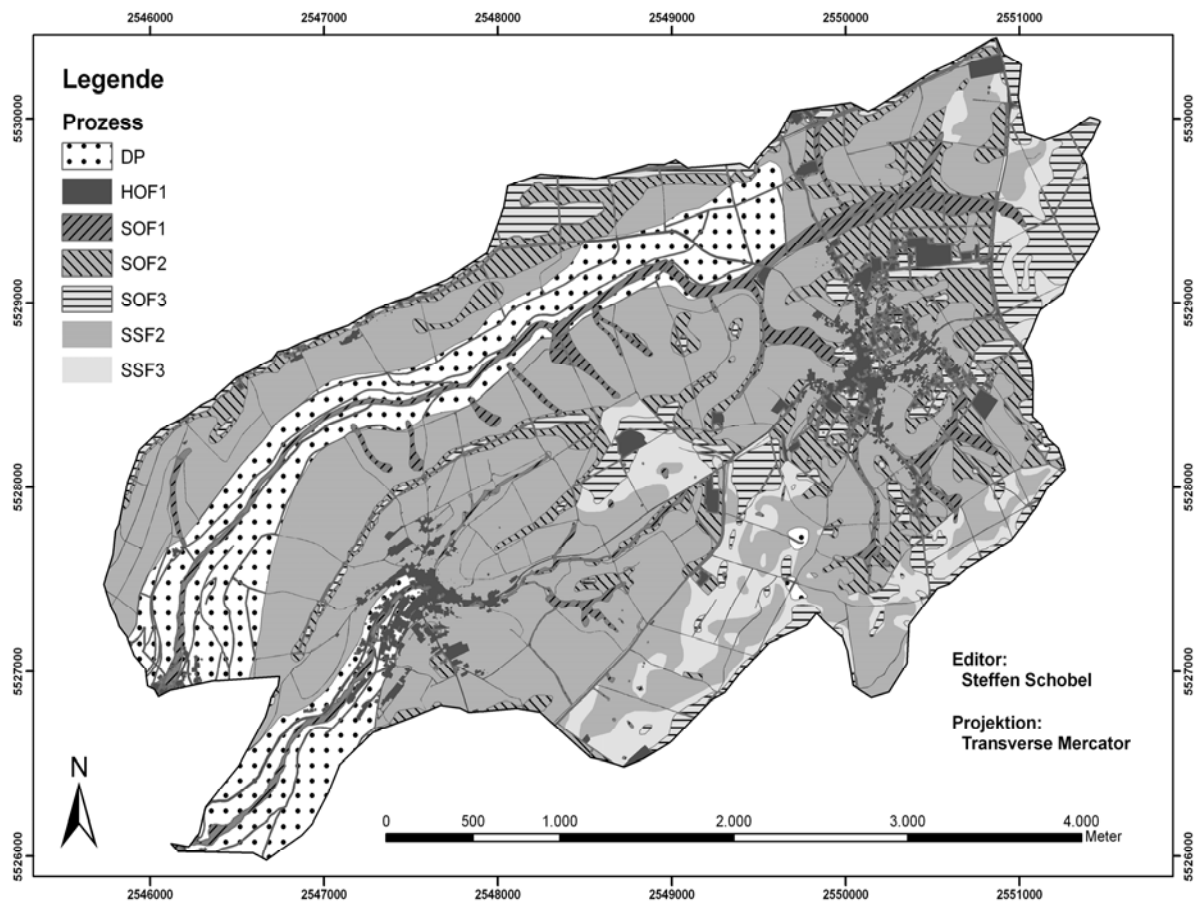 2546000 2547000 2548000 2549000 2550000 2551000
Legende
Prozess
DP
HOF1
SOF1
SOF2
SOF3
SSF2
SSF3
5530000 5530000
5529000 5529000
5528000 5528000
5527000 5527000
Editor:
Steffen Schobel
Projektion:
Transverse Mercator
N
0 500 1.000 2.000 3.000 4.000
Meter
5526000 5526000
2546000 2547000 2548000 2549000 2550000 2551000